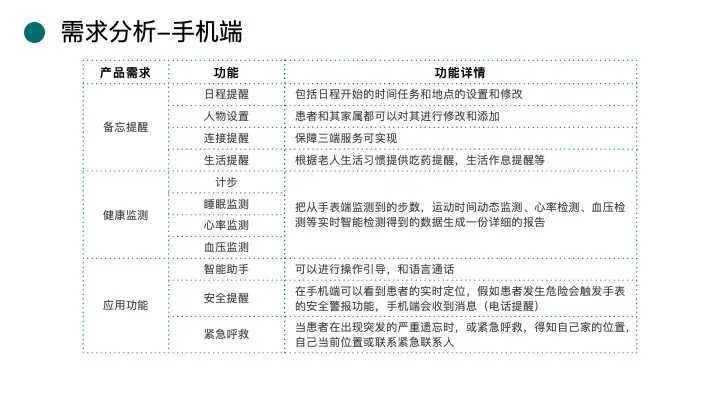 需求分析–手机端
产品需求 功能 功能详情
备忘提醒
日程提醒 包括日程开始的时间任务和地点的设置和修改
人物设置 患者和其家属都可以对其进行修改和添加
连接提醒 保障三端服务可实现
生活提醒 根据老人生活习惯提供吃药提醒，生活作息提醒等
健康监测
计步
睡眠监测
心率监测
血压监测
把从手表端监测到的步数，运动时间动态监测、心率检测、血压检
测等实时智能检测得到的数据生成一份详细的报告
应用功能
智能助手 可以进行操作引导，和语言通话
安全提醒
在手机端可以看到患者的实时定位，假如患者发生危险会触发手表
的安全警报功能，手机端会收到消息（电话提醒）
紧急呼救
当患者在出现突发的严重遗忘时，或紧急呼救，得知自己家的位置，
自己当前位置或联系紧急联系人